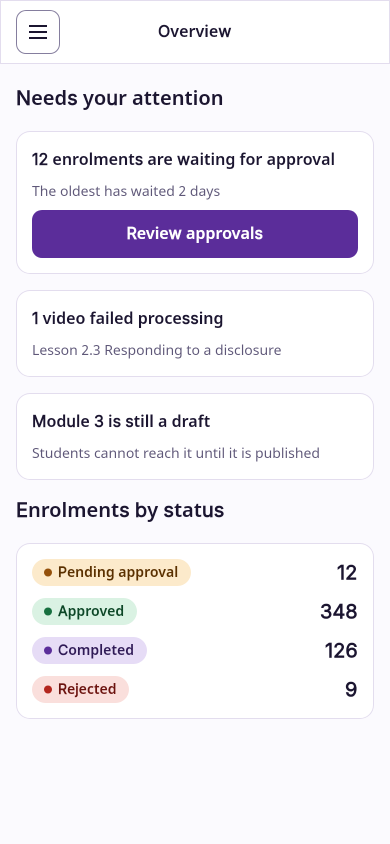 Overview
Needs your attention
12 enrolments are waiting for approval
The oldest has waited 2 days
Review approvals
1 video failed processing
Lesson 2.3 Responding to a disclosure
Module 3 is still a draft
Students cannot reach it until it is published
Enrolments by status
Pending approval 12
Approved 348
Completed 126
Rejected 9